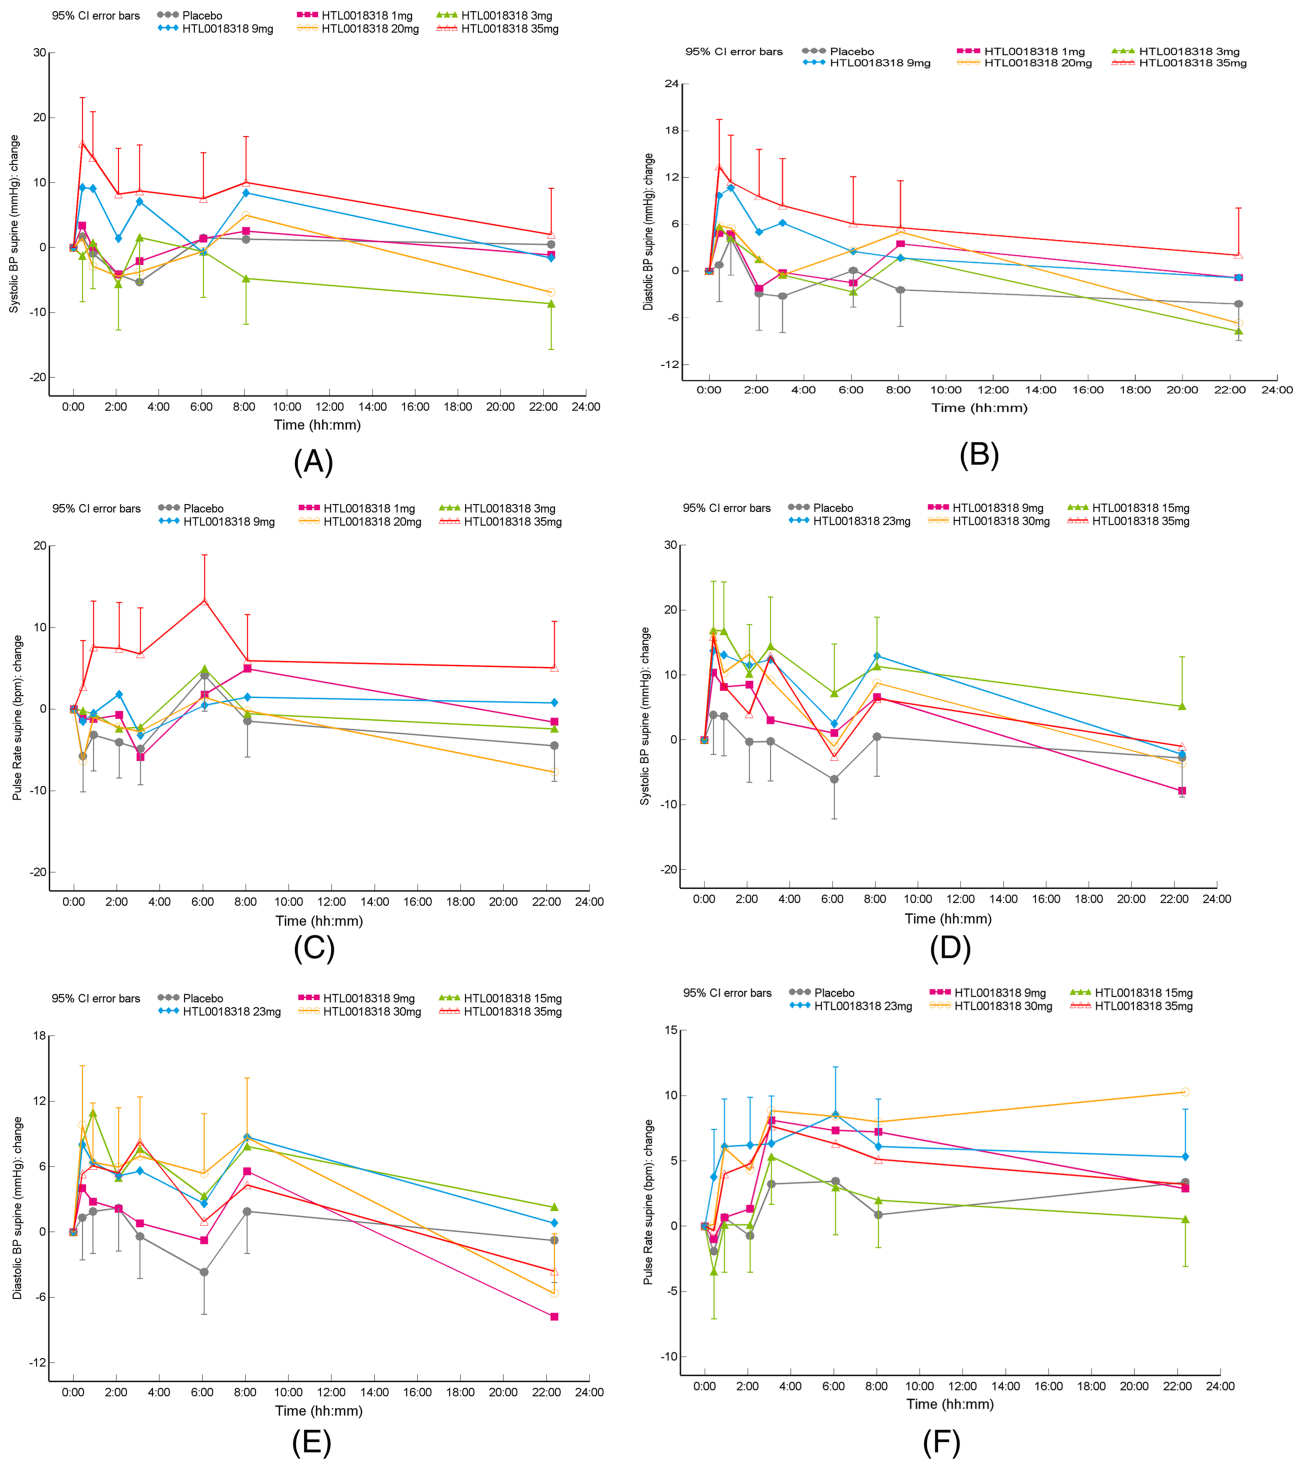 95% CI error bars Placebo HTL0018318 1mg HTL0018318 3mg
HTL0018318 9mg HTL0018318 20mg HTL0018318 35mg
30
20
10
0
-10
-20
Systolic BP supine (mmHg): change
0:00 2:00 4:00 6:00 8:00 10:00 12:00 14:00 16:00 18:00 20:00 22:00 24:00
Time (hh:mm)
(A)
95% CI error bars Placebo HTL0018318 1mg HTL0018318 3mg
HTL0018318 9mg HTL0018318 20mg HTL0018318 35mg
24
18
12
6
0
-6
-12
Diastolic BP supine (mmHg): change
0:00 2:00 4:00 6:00 8:00 10:00 12:00 14:00 16:00 18:00 20:00 22:00 24:00
Time (hh:mm)
(B)
95% CI error bars Placebo HTL0018318 1mg HTL0018318 3mg
HTL0018318 9mg HTL0018318 20mg HTL0018318 35mg
20
10
0
-10
-20
Pulse Rate supine (bpm): change
0:00 2:00 4:00 6:00 8:00 10:00 12:00 14:00 16:00 18:00 20:00 22:00 24:00
Time (hh:mm)
(C)
95% CI error bars Placebo HTL0018318 9mg HTL0018318 15mg
HTL0018318 23mg HTL0018318 30mg HTL0018318 35mg
30
20
10
0
-10
-20
Systolic BP supine (mmHg): change
0:00 2:00 4:00 6:00 8:00 10:00 12:00 14:00 16:00 18:00 20:00 22:00 24:00
Time (hh:mm)
(D)
95% CI error bars Placebo HTL0018318 9mg HTL0018318 15mg
HTL0018318 23mg HTL0018318 30mg HTL0018318 35mg
18
12
6
0
-6
-12
Diastolic BP supine (mmHg): change
0:00 2:00 4:00 6:00 8:00 10:00 12:00 14:00 16:00 18:00 20:00 22:00 24:00
Time (hh:mm)
(E)
95% CI error bars Placebo HTL0018318 9mg HTL0018318 15mg
HTL0018318 23mg HTL0018318 30mg HTL0018318 35mg
15
10
5
0
-5
-10
Pulse Rate supine (bpm): change
0:00 2:00 4:00 6:00 8:00 10:00 12:00 14:00 16:00 18:00 20:00 22:00 24:00
Time (hh:mm)
(F)